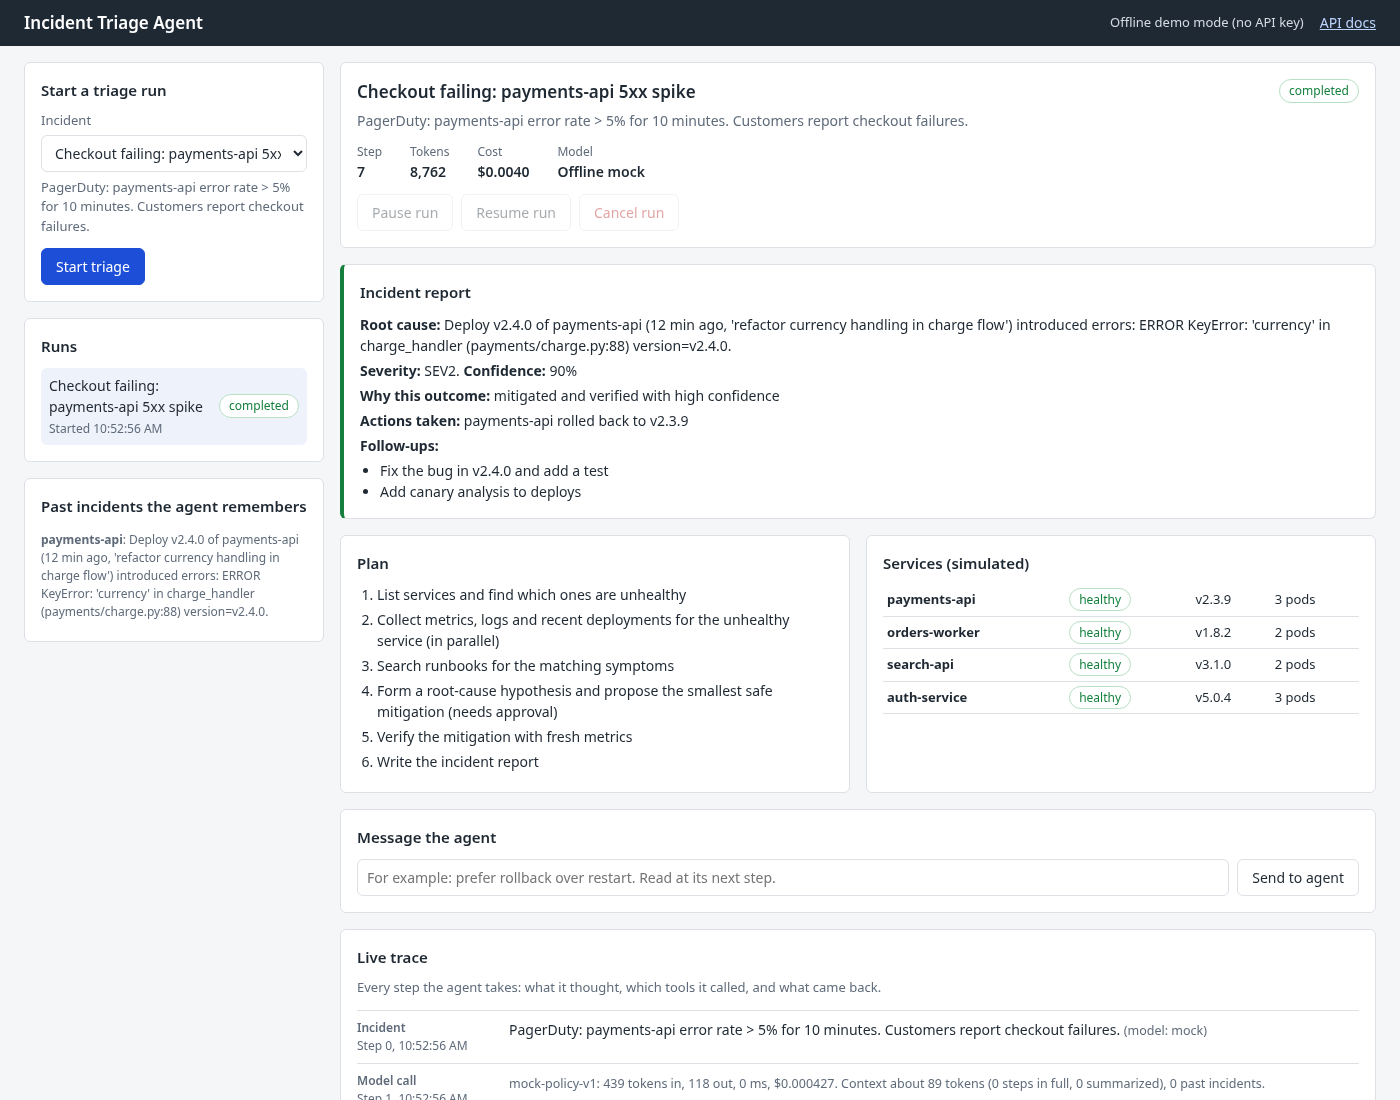 Incident Triage Agent
Offline demo mode (no API key)
API docs
Start a triage run
Incident
Checkout failing: payments-api 5xx
PagerDuty: payments-api error rate > 5%
for 10 minutes. Customers report checkout
failures.
Start triage
Runs
Checkout failing:
payments-api 5xx spike
completed
Started 10:52:56 AM
Past incidents the agent remembers
payments-api: Deploy v2.4.0 of payments-api
(12 min ago, 'refactor currency handling in
charge flow') introduced errors: ERROR
KeyError: 'currency' in charge_handler
(payments/charge.py:88) version=v2.4.0.
Checkout failing: payments-api 5xx spike
completed
PagerDuty: payments-api error rate > 5% for 10 minutes. Customers report checkout failures.
Step Tokens Cost Model
7 8,762 $0.0040 Offline mock
Pause run Resume run Cancel run
Incident report
Root cause: Deploy v2.4.0 of payments-api (12 min ago, 'refactor currency handling in charge flow') introduced errors: ERROR KeyError: 'currency' in
charge_handler (payments/charge.py:88) version=v2.4.0.
Severity: SEV2. Confidence: 90%
Why this outcome: mitigated and verified with high confidence
Actions taken: payments-api rolled back to v2.3.9
Follow-ups:
• Fix the bug in v2.4.0 and add a test
• Add canary analysis to deploys
Plan
1. List services and find which ones are unhealthy
2. Collect metrics, logs and recent deployments for the unhealthy
service (in parallel)
3. Search runbooks for the matching symptoms
4. Form a root-cause hypothesis and propose the smallest safe
mitigation (needs approval)
5. Verify the mitigation with fresh metrics
6. Write the incident report
Services (simulated)
payments-api healthy v2.3.9 3 pods
orders-worker healthy v1.8.2 2 pods
search-api healthy v3.1.0 2 pods
auth-service healthy v5.0.4 3 pods
Message the agent
For example: prefer rollback over restart. Read at its next step.
Send to agent
Live trace
Every step the agent takes: what it thought, which tools it called, and what came back.
Incident
Step 0, 10:52:56 AM
PagerDuty: payments-api error rate > 5% for 10 minutes. Customers report checkout failures. (model: mock)
Model call
Step 1, 10:52:56 AM
mock-policy-v1: 439 tokens in, 118 out, 0 ms, $0.000427. Context about 89 tokens (0 steps in full, 0 summarized), 0 past incidents.